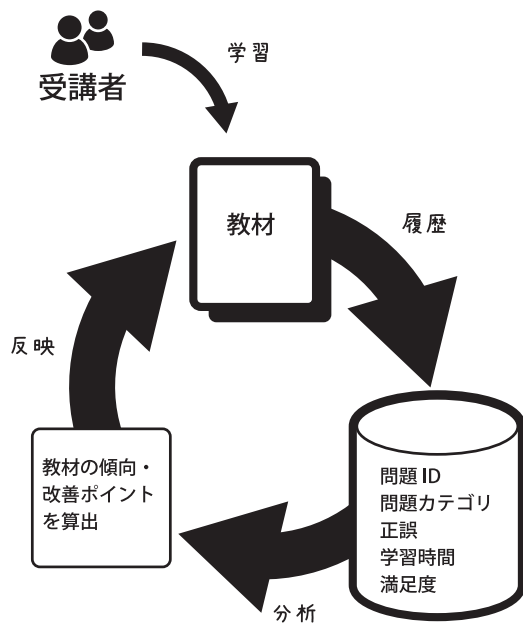 学習
受講者
教材
履歴
反映
教材の傾向・
改善ポイント
を算出
問題 ID
問題カテゴリ
正誤
学習時間
満足度
分析